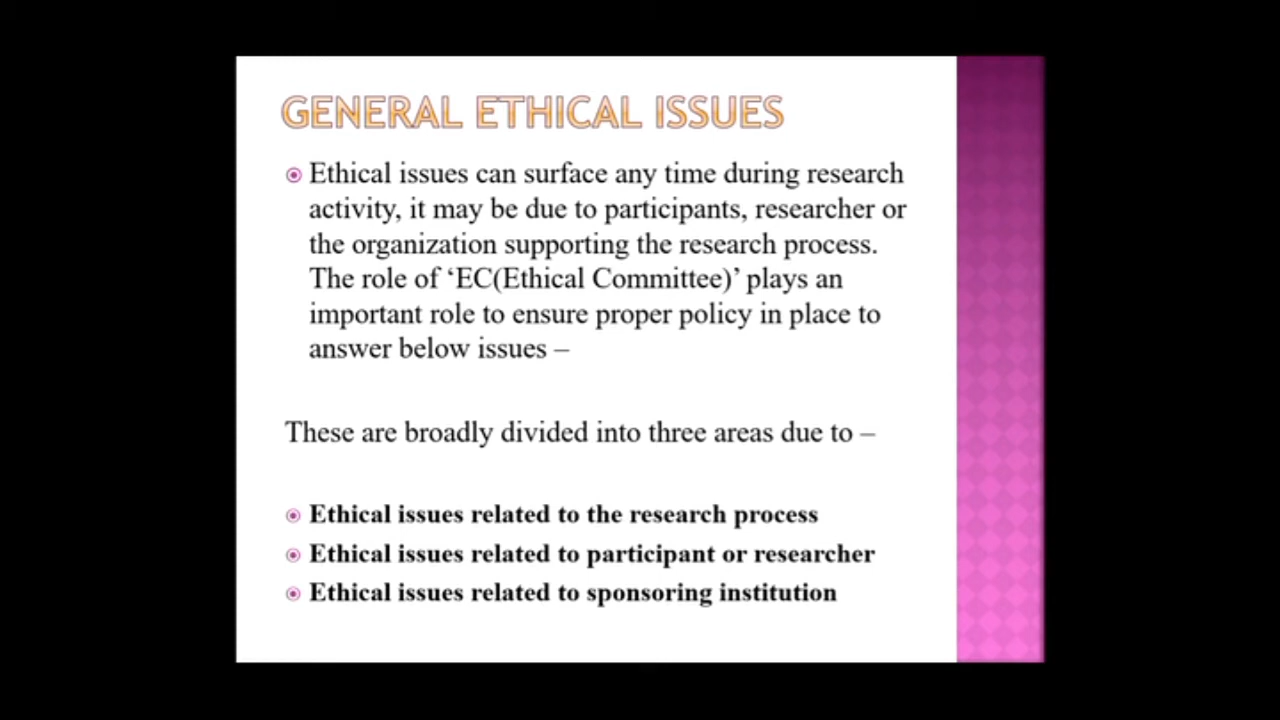 GENERAL ETHICAL ISSUES
Ethical issues can surface any time during research
activity, it may be due to participants, researcher or
the organization supporting the research process.
The role of ‘EC(Ethical Committee)’ plays an
important role to ensure proper policy in place to
answer below issues –
These are broadly divided into three areas due to –
Ethical issues related to the research process
Ethical issues related to participant or researcher
Ethical issues related to sponsoring institution